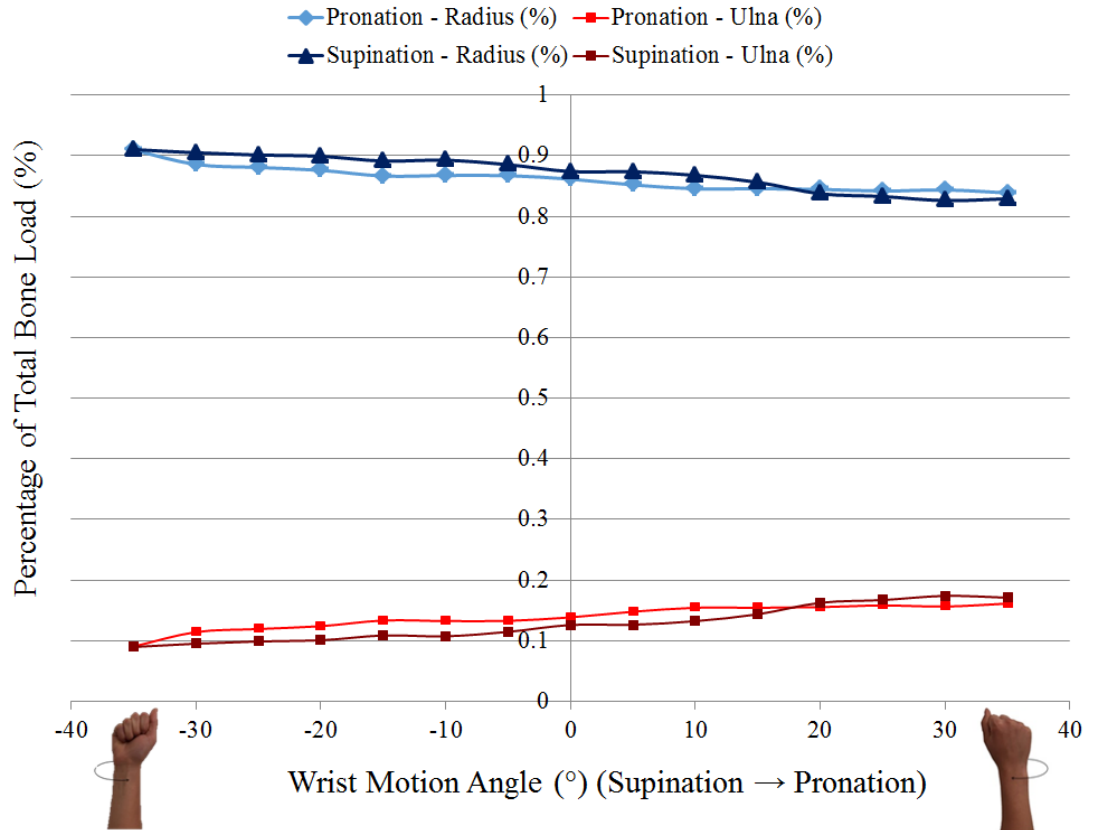 Pronation - Radius (%) Pronation - Ulna (%)
Supination - Radius (%) Supination - Ulna (%)
Percentage of Total Bone Load (%)
1
0.9
0.8
0.7
0.6
0.5
0.4
0.3
0.2
0.1
0
-40 -30 -20 -10 0 10 20 30 40
Wrist Motion Angle (°) (Supination → Pronation)